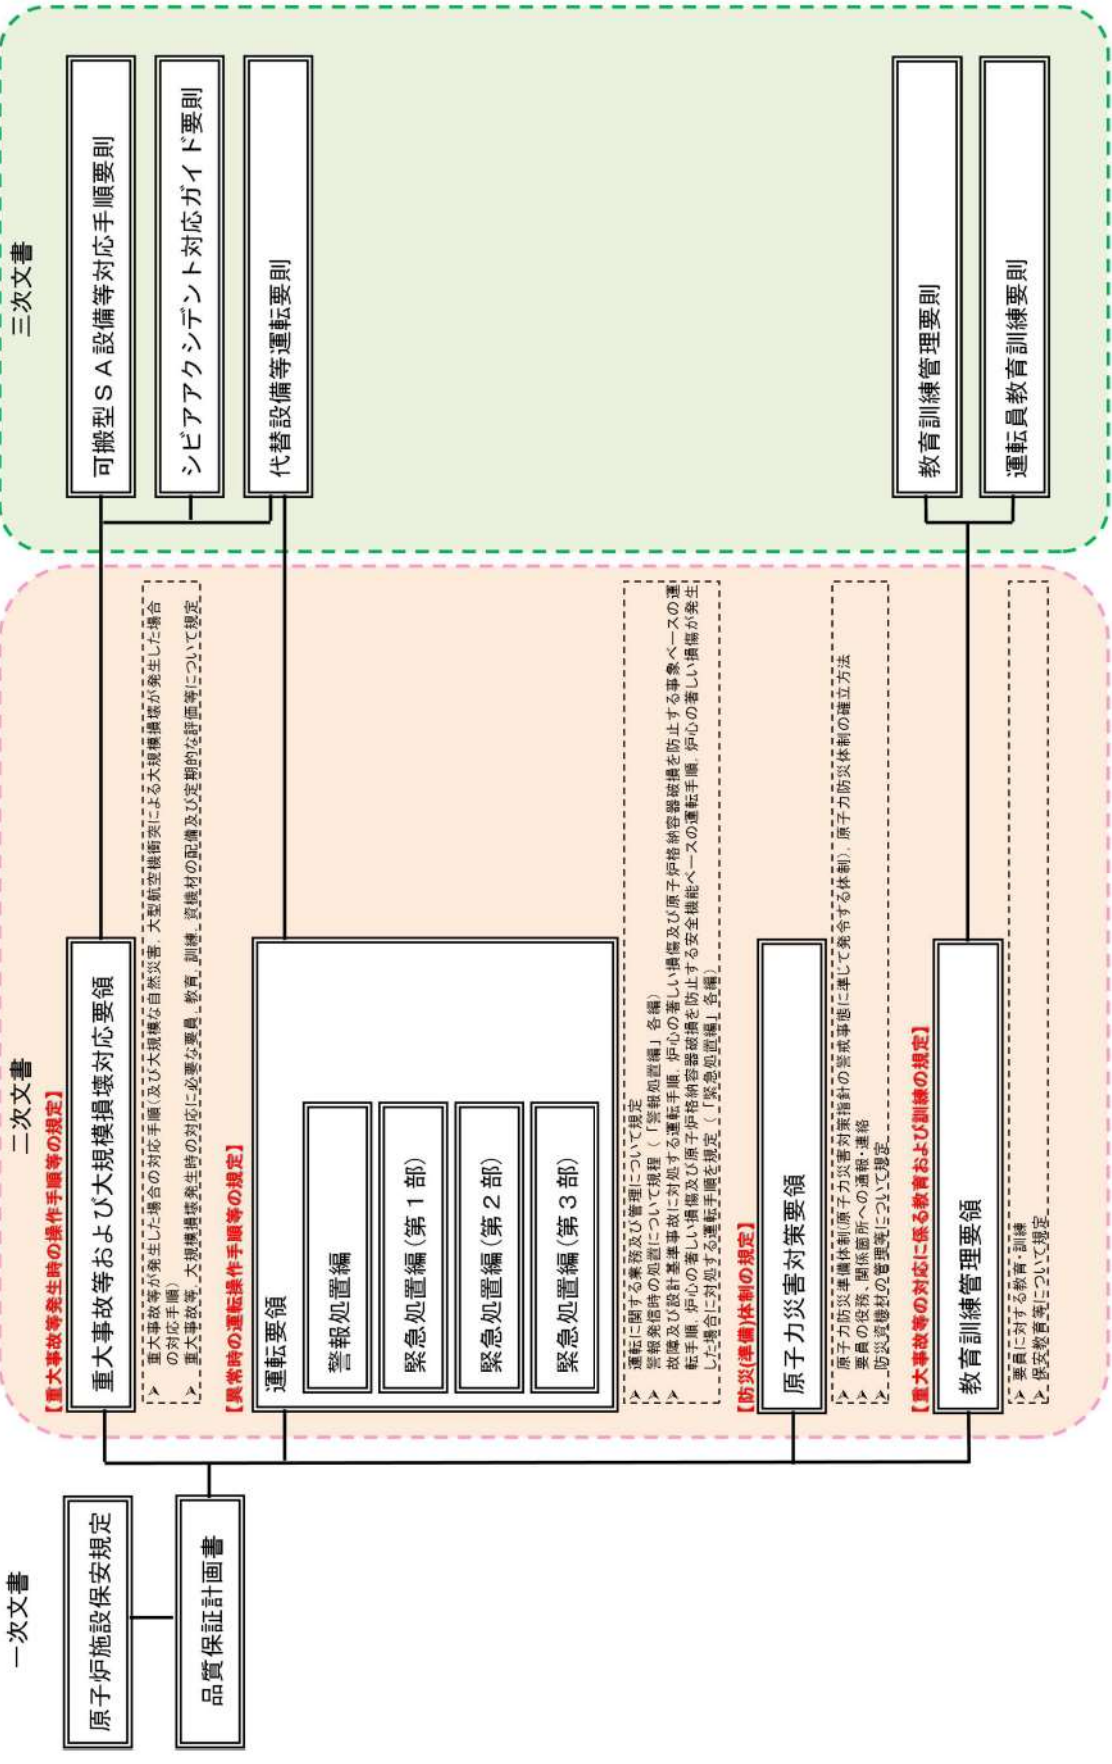 一次文書
原子炉施設保安規定
品質保証計画書
二次文書
【重大事故等発生時の操作手順等の規定】
重大事故等および大規模損壊対応要領
➢ 重大事故等が発生した場合の対応手順(及び大規模な自然災害，大型航空機衝突による大規模損壊が発生した場合
の対応手順)
➢ 重大事故等，大規模損壊発生時の対応に必要な要員，教育，訓練，資機材の配備及び定期的な評価等について規定
【異常時の運転操作手順等の規定】
運転要領
警報処置編
緊急処置編(第１部)
緊急処置編(第２部)
緊急処置編(第３部)
➢ 運転に関する業務及び管理について規定
➢ 警報発信時の処置について規程（「警報処置編」各編）
➢ 故障及び設計基準事故に対処する運転手順，炉心の著しい損傷及び原子炉格納容器破損を防止する事象ベースの運
転手順，炉心の著しい損傷及び原子炉格納容器破損を防止する安全機能ベースの運転手順，炉心の著しい損傷が発生
した場合に対処する運転手順を規定（「緊急処置編」各編）
【防災(準備)体制の規定】
原子力災害対策要領
➢ 原子力防災準備体制(原子力災害対策指針の警戒事態に準じて発令する体制)，原子力防災体制の確立方法
➢ 要員の役務，関係箇所への通報・連絡
➢ 防災資機材の管理等について規定
【重大事故等の対応に係る教育および訓練の規定】
教育訓練管理要領
➢ 要員に対する教育・訓練
➢ 保安教育等について規定
三次文書
可搬型ＳＡ設備等対応手順要則
シビアアクシデント対応ガイド要則
代替設備等運転要則
教育訓練管理要則
運転員教育訓練要則